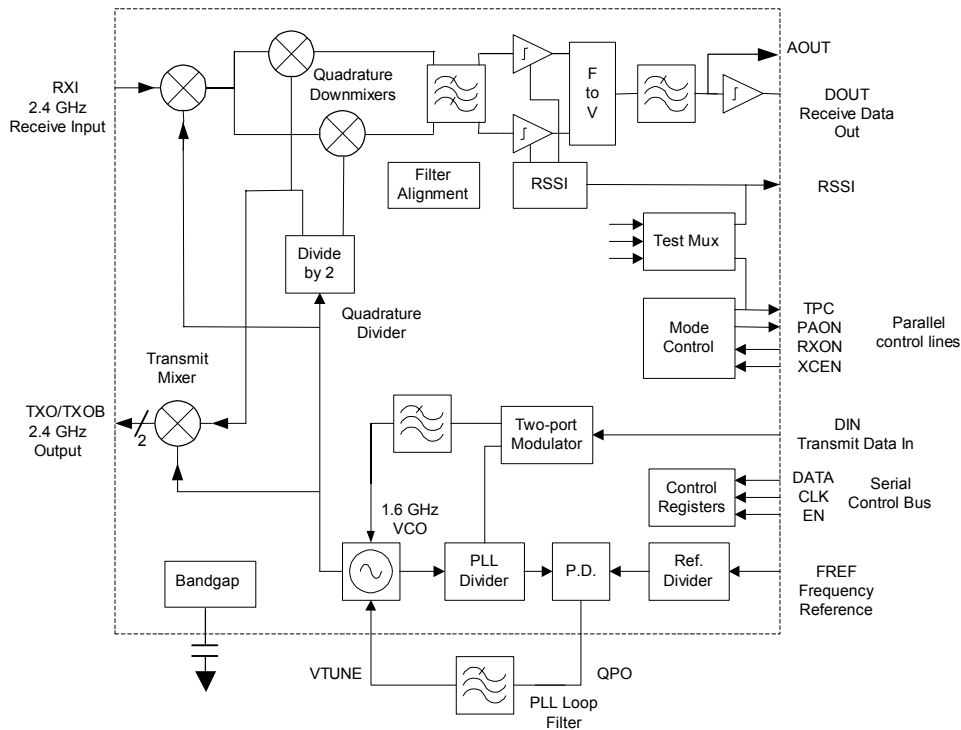 RXI
2.4 GHz
Receive Input
Quadrature
Downmixers
F
to
V
AOUT
DOUT
Receive Data
Out
Filter
Alignment
RSSI
RSSI
Test Mux
Divide
by 2
Quadrature
Divider
Mode
Control
TPC
PAON
RXON
XCEN
Parallel
control lines
Transmit
Mixer
TXO/TXOB
2.4 GHz
Output
2
Two-port
Modulator
DIN
Transmit Data In
1.6 GHz
VCO
Control
Registers
DATA
CLK
EN
Serial
Control Bus
Bandgap
PLL
Divider
P.D.
Ref.
Divider
FREF
Frequency
Reference
VTUNE
QPO
PLL Loop
Filter